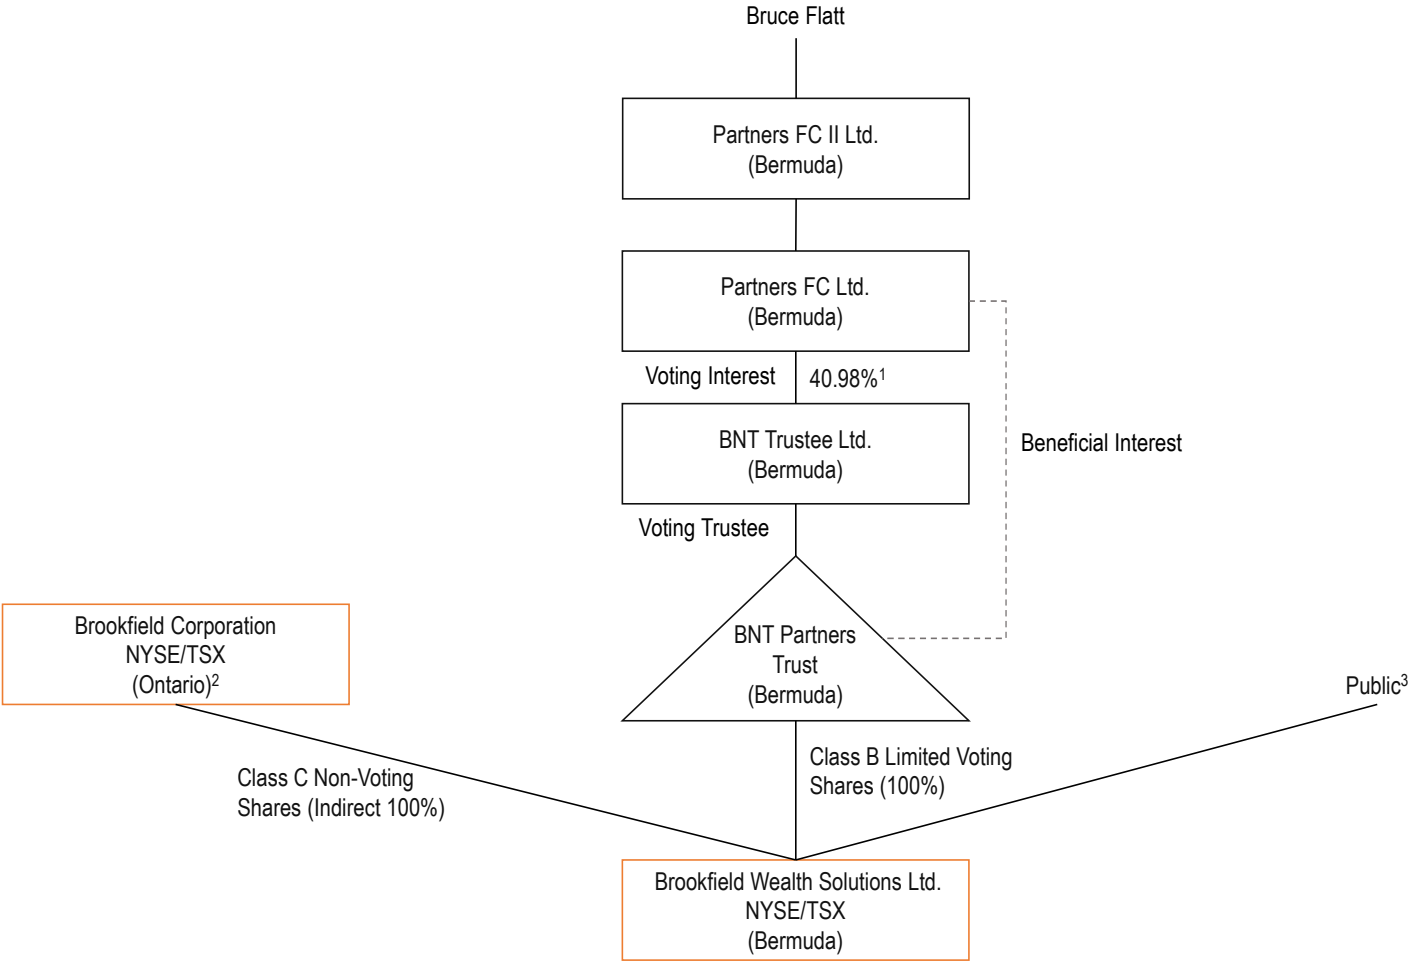 Bruce Flatt
Partners FC II Ltd.
(Bermuda)
Partners FC Ltd.
(Bermuda)
Voting Interest
40.98%1
BNT Trustee Ltd.
(Bermuda)
Beneficial Interest
Voting Trustee
Brookfield Corporation
NYSE/TSX
(Ontario)2
BNT Partners
Trust
(Bermuda)
Public3
Class C Non-Voting
Shares (Indirect 100%)
Class B Limited Voting
Shares (100%)
Brookfield Wealth Solutions Ltd.
NYSE/TSX
(Bermuda)